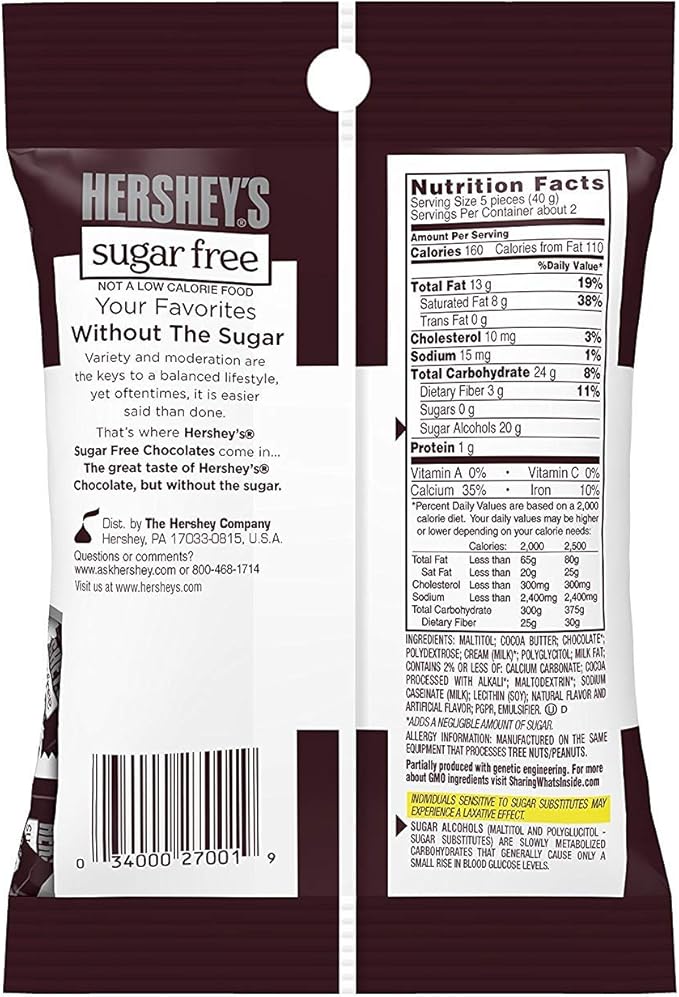 HERSHEY'S®
sugar free
NOT A LOW CALORIE FOOD
Your Favorites
Without The Sugar
Variety and moderation are
the keys to a balanced lifestyle,
yet oftentimes, it is easier
said than done.
That's where Hershey's®
Sugar Free Chocolates come in...
The great taste of Hershey's®
Chocolate, but without the sugar.
Dist. by The Hershey Company
Hershey, PA 17033-0815, U.S.A.
Questions or comments?
www.askhershey.com or 800-468-1714
Visit us at www.hersheys.com
0 34000 27001 9
Nutrition Facts
Serving Size 5 pieces (40 g)
Servings Per Container about 2
Amount Per Serving
Calories 160 Calories from Fat 110
%Daily Value*
Total Fat 13 g 19%
Saturated Fat 8 g 38%
Trans Fat 0 g
Cholesterol 10 mg 3%
Sodium 15 mg 1%
Total Carbohydrate 24 g 8%
Dietary Fiber 3 g 11%
Sugars 0 g
Sugar Alcohols 20 g
Protein 1 g
Vitamin A 0% • Vitamin C 0%
Calcium 35% • Iron 10%
*Percent Daily Values are based on a 2,000
calorie diet. Your daily values may be higher
or lower depending on your calorie needs:
Calories: 2,000 2,500
Total Fat Less than 65g 80g
Sat Fat Less than 20g 25g
Cholesterol Less than 300mg 300mg
Sodium Less than 2,400mg 2,400mg
Total Carbohydrate 300g 375g
Dietary Fiber 25g 30g
INGREDIENTS: MALTITOL; COCOA BUTTER; CHOCOLATE*;
POLYDEXTROSE; CREAM (MILK)*; POLYGLYCITOL; MILK FAT;
CONTAINS 2% OR LESS OF: CALCIUM CARBONATE; COCOA
PROCESSED WITH ALKALI*; MALTODEXTRIN*; SODIUM
CASEINATE (MILK); LECITHIN (SOY); NATURAL FLAVOR AND
ARTIFICIAL FLAVOR; PGPR, EMULSIFIER. Ⓤ D
*ADDS A NEGLIGIBLE AMOUNT OF SUGAR.
ALLERGY INFORMATION: MANUFACTURED ON THE SAME
EQUIPMENT THAT PROCESSES TREE NUTS/PEANUTS.
Partially produced with genetic engineering. For more
about GMO ingredients visit SharingWhatsInside.com
INDIVIDUALS SENSITIVE TO SUGAR SUBSTITUTES MAY
EXPERIENCE A LAXATIVE EFFECT.
SUGAR ALCOHOLS (MALTITOL AND POLYGLUCITOL -
SUGAR SUBSTITUTES) ARE SLOWLY METABOLIZED
CARBOHYDRATES THAT GENERALLY CAUSE ONLY A
SMALL RISE IN BLOOD GLUCOSE LEVELS.